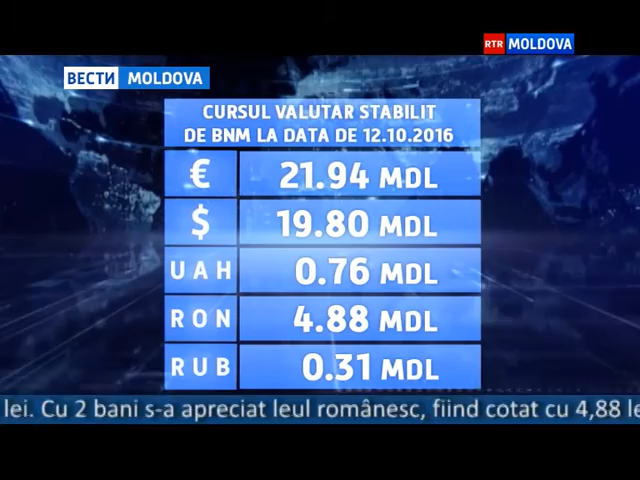 RTR MOLDOVA
ВЕСТИ MOLDOVA
CURSUL VALUTAR STABILIT
DE BNM LA DATA DE 12.10.2016
€ 21.94 MDL
$ 19.80 MDL
UAH 0.76 MDL
RON 4.88 MDL
RUB 0.31 MDL
lei. Cu 2 bani s-a apreciat leul românesc, fiind cotat cu 4,88 le